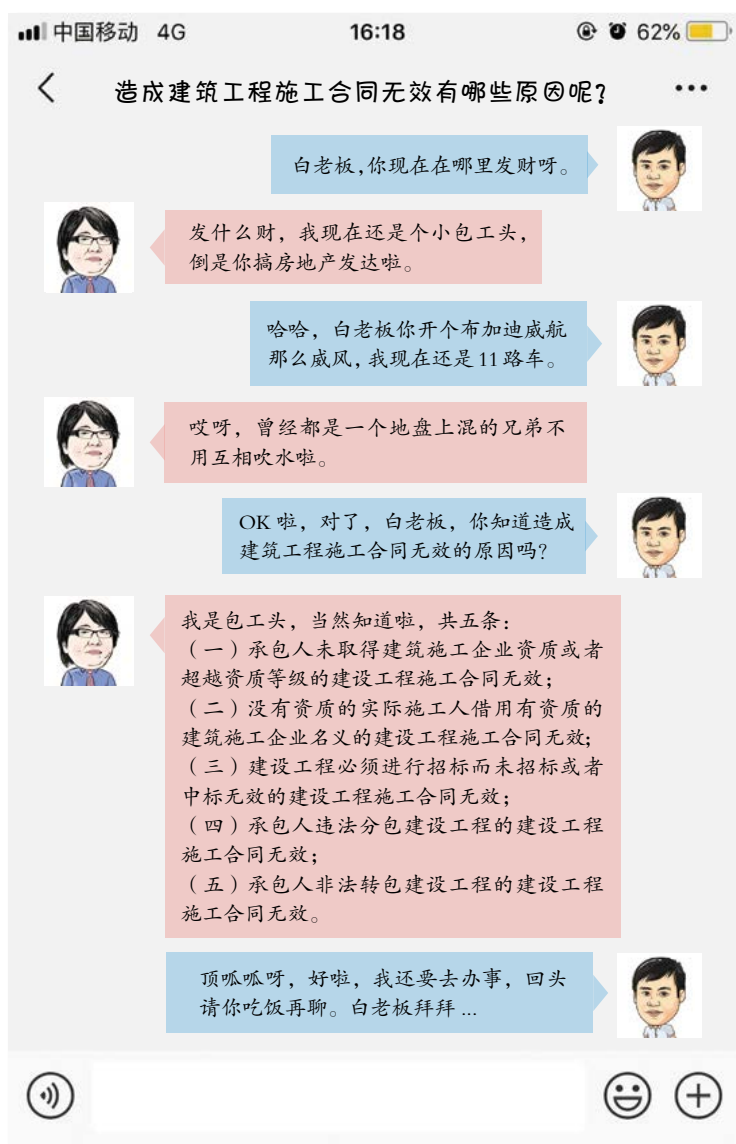 中国移动 4G 16:18 62%
造成建筑工程施工合同无效有哪些原因呢?
白老板,你现在在哪里发财呀。
发什么财，我现在还是个小包工头，
倒是你搞房地产发达啦。
哈哈，白老板你开个布加迪威航
那么威风,我现在还是 11 路车。
哎呀，曾经都是一个地盘上混的兄弟不
用互相吹水啦。
OK 啦，对了，白老板，你知道造成
建筑工程施工合同无效的原因吗?
我是包工头，当然知道啦，共五条：
（一）承包人未取得建筑施工企业资质或者
超越资质等级的建设工程施工合同无效；
（二）没有资质的实际施工人借用有资质的
建筑施工企业名义的建设工程施工合同无效;
（三）建设工程必须进行招标而未招标或者
中标无效的建设工程施工合同无效；
（四）承包人违法分包建设工程的建设工程
施工合同无效；
（五）承包人非法转包建设工程的建设工程
施工合同无效。
顶呱呱呀，好啦，我还要去办事，回头
请你吃饭再聊。白老板拜拜 ...